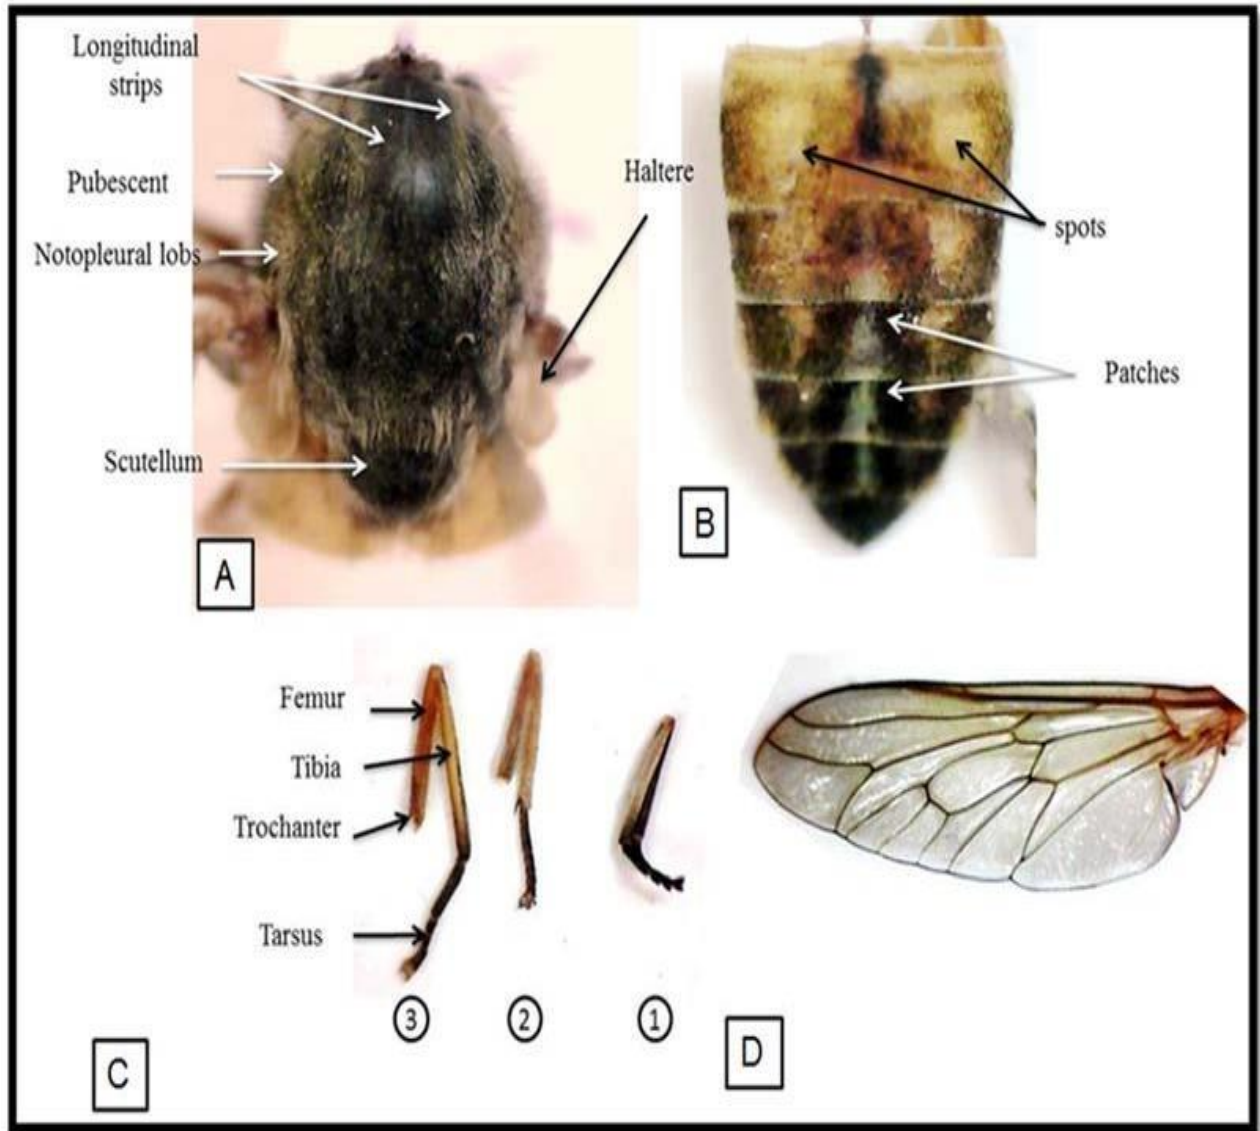 Longitudinal
strips
Pubescent
Notopleural lobs
Scutellum
Haltere
A
spots
Patches
B
Femur
Tibia
Trochanter
Tarsus
3
2
1
C
D